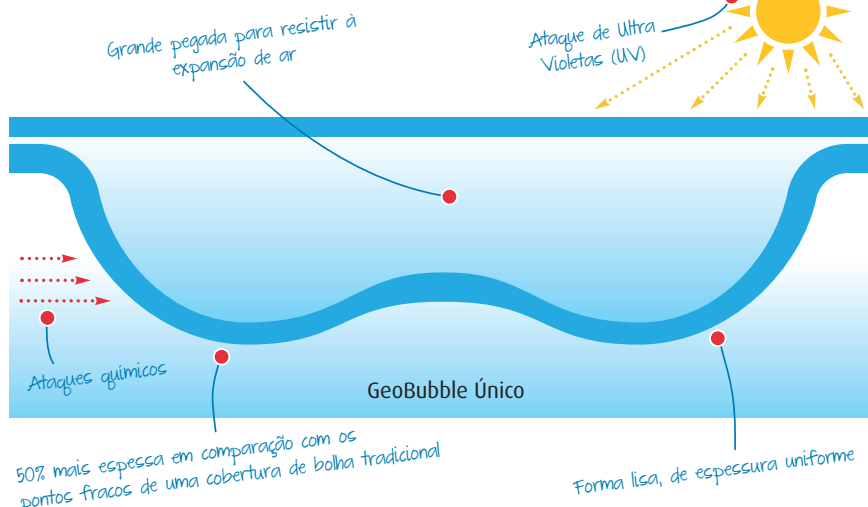 Grande pegada para resistir à
expansão de ar
Ataque de Ultra
Violetas (UV)
Ataques químicos
GeoBubble Único
50% mais espessa em comparação com os
pontos fracos de uma cobertura de bolha tradicional
Forma lisa, de espessura uniforme